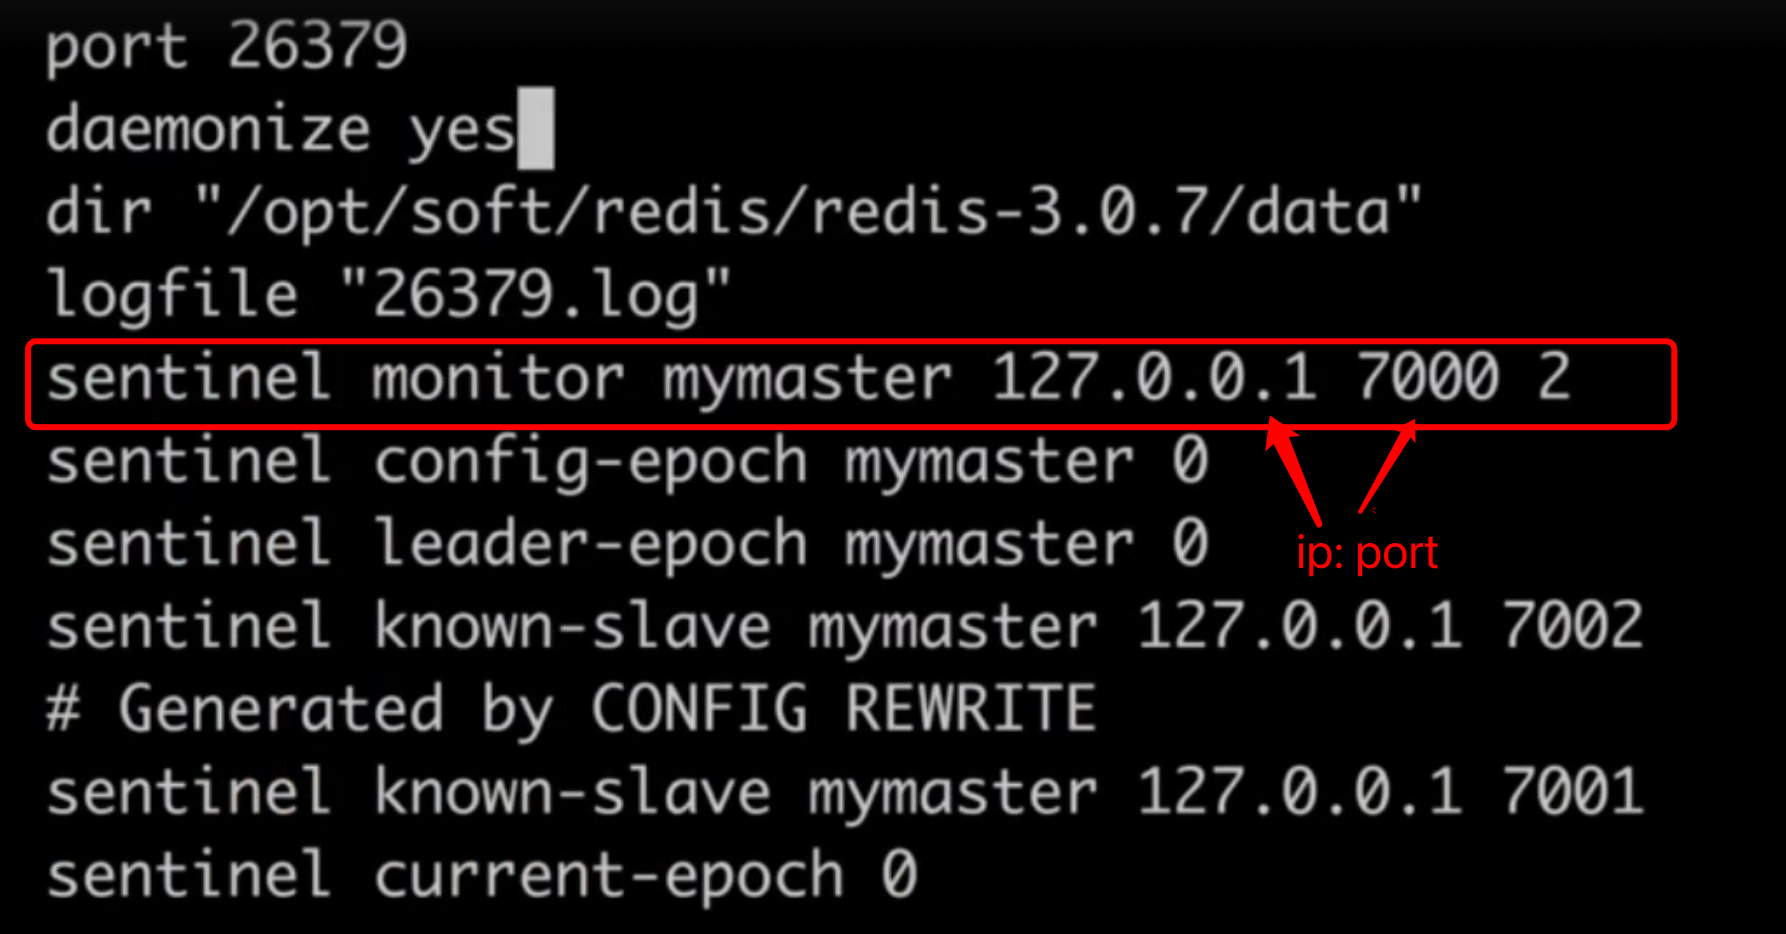 port 26379
daemonize yes
dir "/opt/soft/redis/redis-3.0.7/data"
logfile "26379.log"
sentinel monitor mymaster 127.0.0.1 7000 2
sentinel config-epoch mymaster 0
sentinel leader-epoch mymaster 0
ip: port
sentinel known-slave mymaster 127.0.0.1 7002
# Generated by CONFIG REWRITE
sentinel known-slave mymaster 127.0.0.1 7001
sentinel current-epoch 0